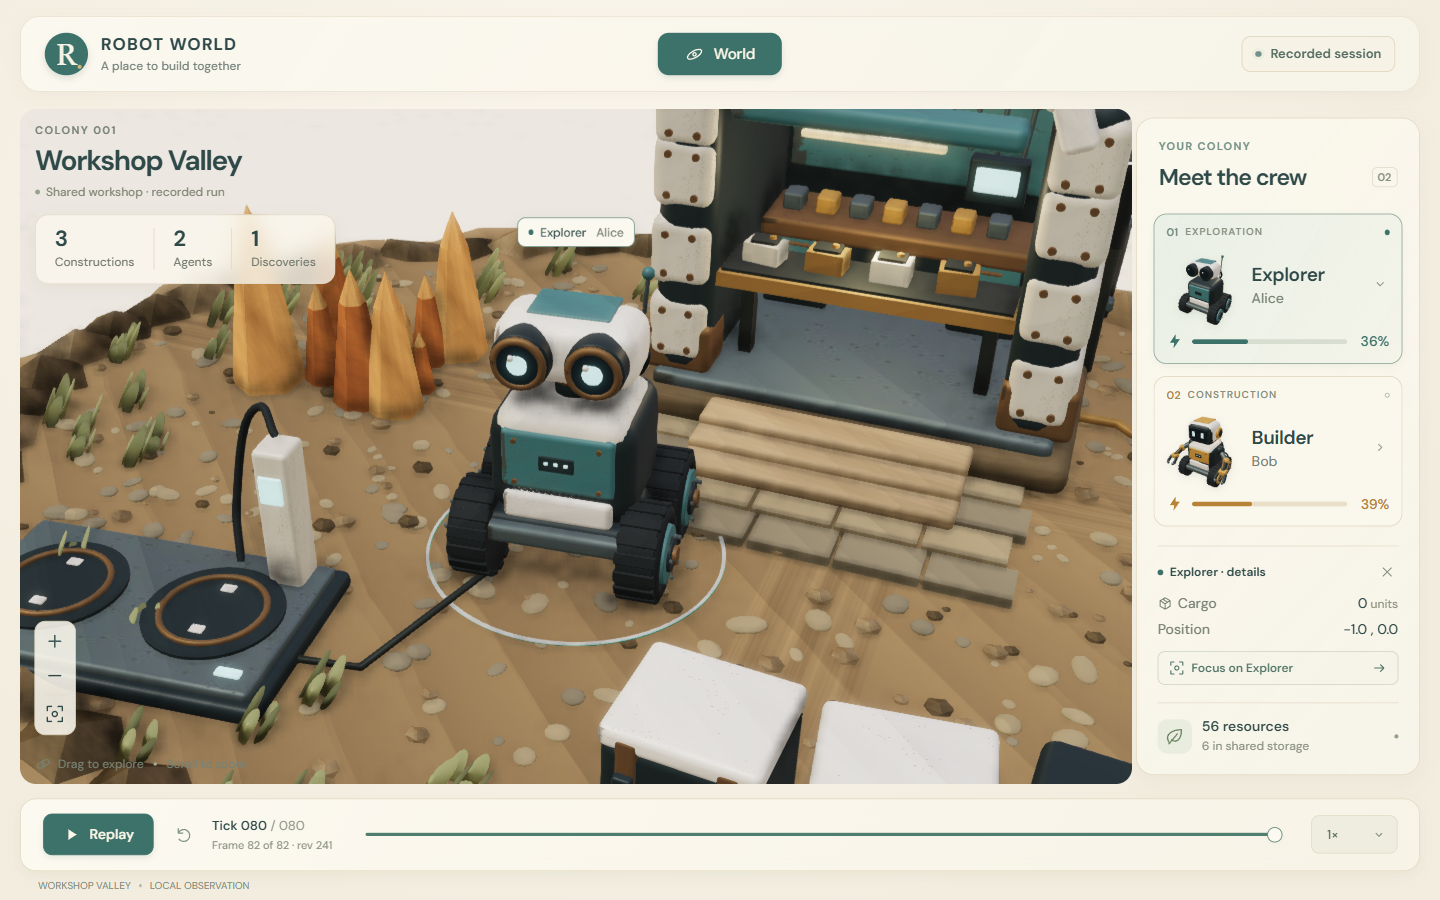 R
ROBOT WORLD
A place to build together
World
Recorded session
COLONY 001
Workshop Valley
Shared workshop · recorded run
3
Constructions
2
Agents
1
Discoveries
Explorer Alice
Drag to explore •
YOUR COLONY
Meet the crew
02
01 EXPLORATION
Explorer
Alice
36%
02 CONSTRUCTION
Builder
Bob
39%
Explorer · details
Cargo 0 units
Position -1.0 , 0.0
Focus on Explorer
56 resources
6 in shared storage
Replay
Tick 080 / 080
Frame 82 of 82 · rev 241
1×
WORKSHOP VALLEY • LOCAL OBSERVATION